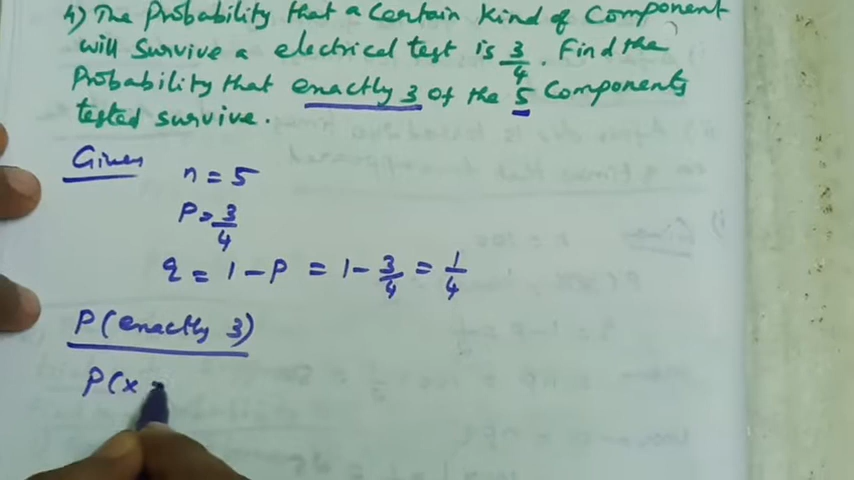 4) The Probability that a Certain Kind of Component
will survive a electrical test is 3/4. Find the
Probability that exactly 3 of the 5 Components
tested survive.
Given
n = 5
P = 3/4
q = 1 - P = 1 - 3/4 = 1/4
P(exactly 3)
P(x =